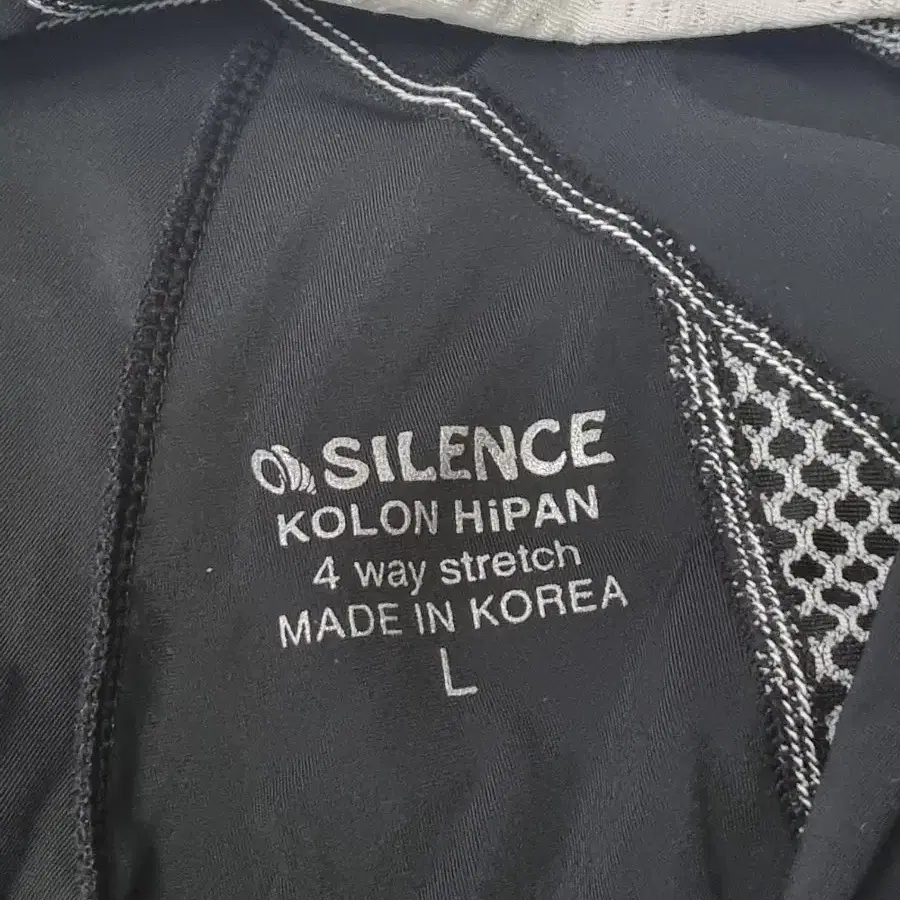 SILENCE
KOLON HiPAN
4 way stretch
MADE IN KOREA
L